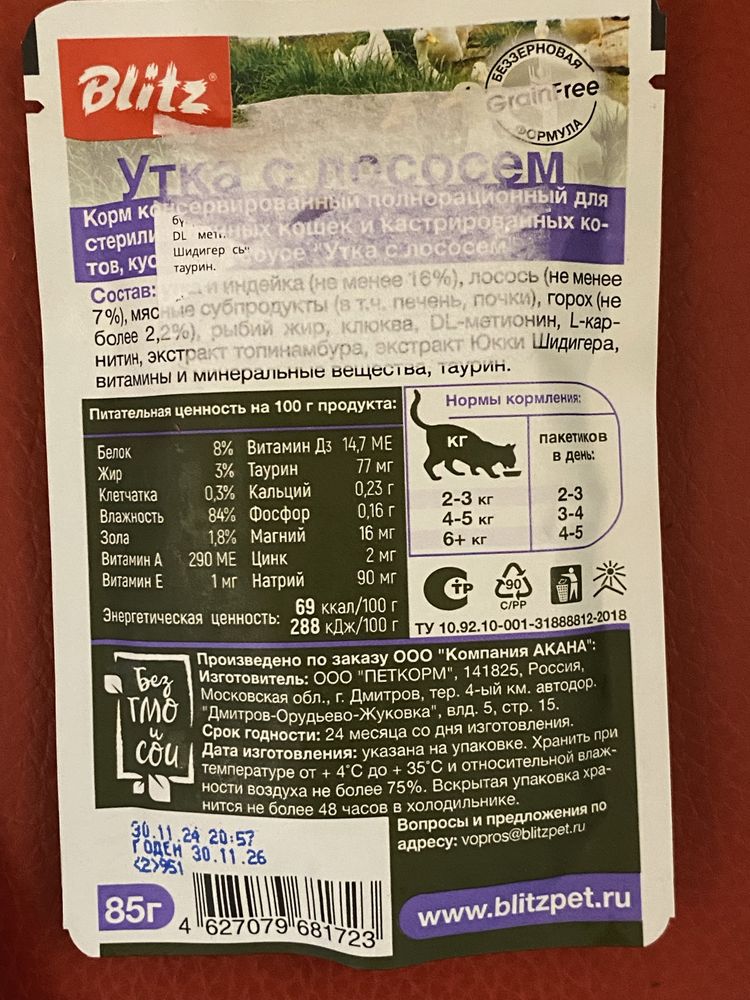 Blitz®
БЕЗЗЕРНОВАЯ
GrainFree
ФОРМУЛА
Утка с лососем
Корм консервированный полнорационный для
стерили ных кошек и кастрированных ко-
тов, кус соусе "Утка с лососем"
DL мет
Шидигер
таурин.
Состав: и индейка (не менее 16%), лосось (не менее
7%), мясные субпродукты (в т.ч. печень, почки), горох (не
более 2,2%), рыбий жир, клюква, DL-метионин, L-кар-
нитин, экстракт топинамбура, экстракт Юкки Шидигера,
витамины и минеральные вещества, таурин.
Питательная ценность на 100 г продукта:
Белок 8% Витамин Д3 14,7 МЕ
Жир 3% Таурин 77 мг
Клетчатка 0,3% Кальций 0,23 г
Влажность 84% Фосфор 0,16 г
Зола 1,8% Магний 16 мг
Витамин А 290 МЕ Цинк 2 мг
Витамин Е 1 мг Натрий 90 мг
Энергетическая ценность: 69 ккал/100 г
288 кДж/100 г
Нормы кормления:
кг
пакетиков
в день:
2-3 кг 2-3
4-5 кг 3-4
6+ кг 4-5
СТР
90
C/PP
ТУ 10.92.10-001-31888812-2018
Без
ГМО
и
сои
Произведено по заказу ООО "Компания АКАНА":
Изготовитель: ООО "ПЕТКОРМ", 141825, Россия,
Московская обл., г. Дмитров, тер. 4-ый км. автодор.
"Дмитров-Орудьево-Жуковка", влд. 5, стр. 15.
Срок годности: 24 месяца со дня изготовления.
Дата изготовления: указана на упаковке. Хранить при
температуре от + 4˚С до + 35˚С и относительной влаж-
ности воздуха не более 75%. Вскрытая упаковка хра-
нится не более 48 часов в холодильнике.
Вопросы и предложения по
адресу: vopros@blitzpet.ru
30.11.24 20:57
ГОДЕН 30.11.26
<2>951
85г
4 627079 681723
www.blitzpet.ru